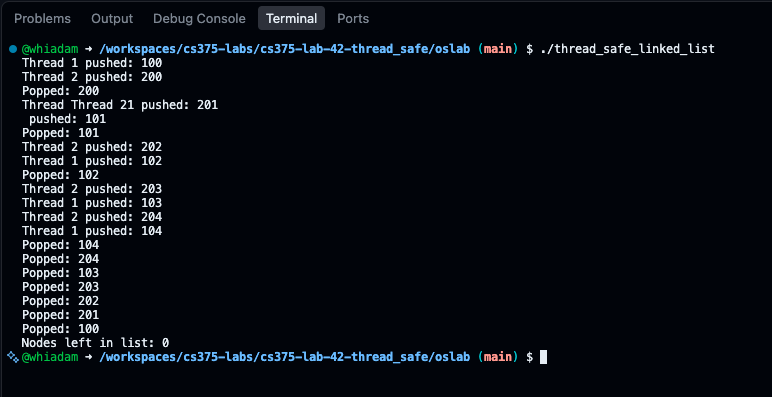 Problems Output Debug Console Terminal Ports
@whiadam ➜ /workspaces/cs375-labs/cs375-lab-42-thread_safe/oslab (main) $ ./thread_safe_linked_list
Thread 1 pushed: 100
Thread 2 pushed: 200
Popped: 200
Thread Thread 21 pushed: 201
 pushed: 101
Popped: 101
Thread 2 pushed: 202
Thread 1 pushed: 102
Popped: 102
Thread 2 pushed: 203
Thread 1 pushed: 103
Thread 2 pushed: 204
Thread 1 pushed: 104
Popped: 104
Popped: 204
Popped: 103
Popped: 203
Popped: 202
Popped: 201
Popped: 100
Nodes left in list: 0
@whiadam ➜ /workspaces/cs375-labs/cs375-lab-42-thread_safe/oslab (main) $